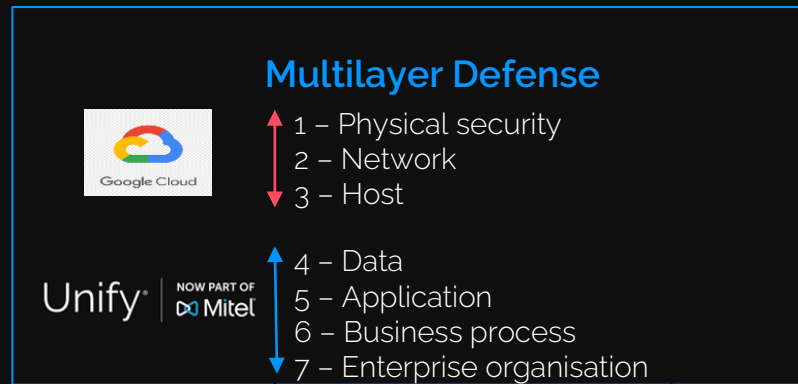 Multilayer Defense
Google Cloud
1 – Physical security
2 – Network
3 – Host
Unify®
NOW PART OF
Mitel
4 – Data
5 – Application
6 – Business process
7 – Enterprise organisation